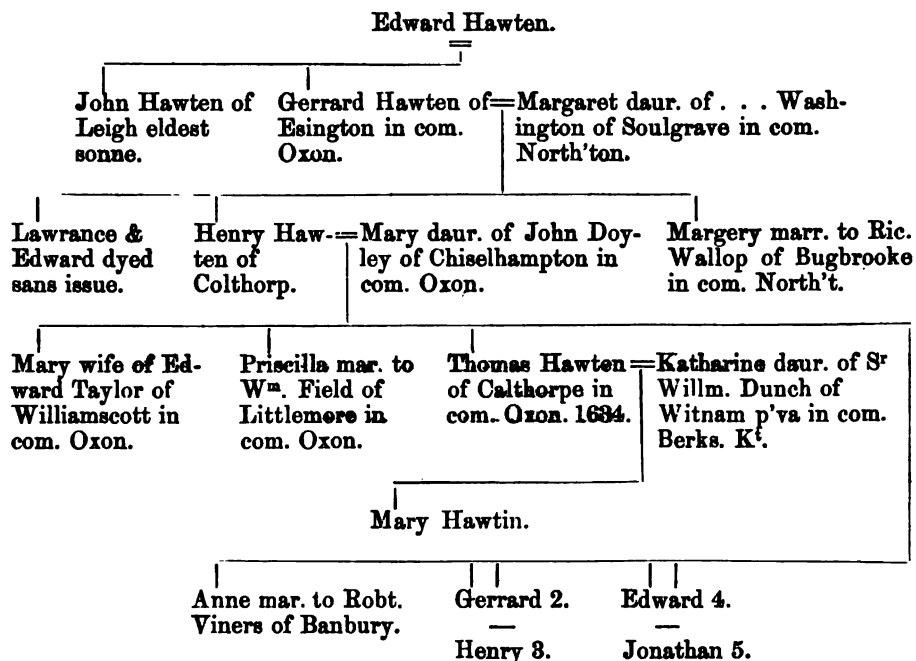 Edward Hawten.
John Hawten of
Leigh eldest
sonne.
Gerrard Hawten of
Esington in com.
Oxon.
Margaret daur. of . . . Wash-
ington of Soulgrave in com.
North'ton.
Lawrance &
Edward dyed
sans issue.
Henry Haw-
ten of
Colthorp.
Mary daur. of John Doy-
ley of Chiselhampton in
com. Oxon.
Margery marr. to Ric.
Wallop of Bugbrooke
in com. North't.
Mary wife of Ed-
ward Taylor of
Williamscott in
com. Oxon.
Priscilla mar. to
Wm. Field of
Littlemore in
com. Oxon.
Thomas Hawten
of Calthorpe in
com. Oxon. 1634.
Katharine daur. of Sr
Willm. Dunch of
Witnam p'va in com.
Berks. Kt.
Mary Hawtin.
Anne mar. to Robt.
Viners of Banbury.
Gerrard 2.
Henry 3.
Edward 4.
Jonathan 5.